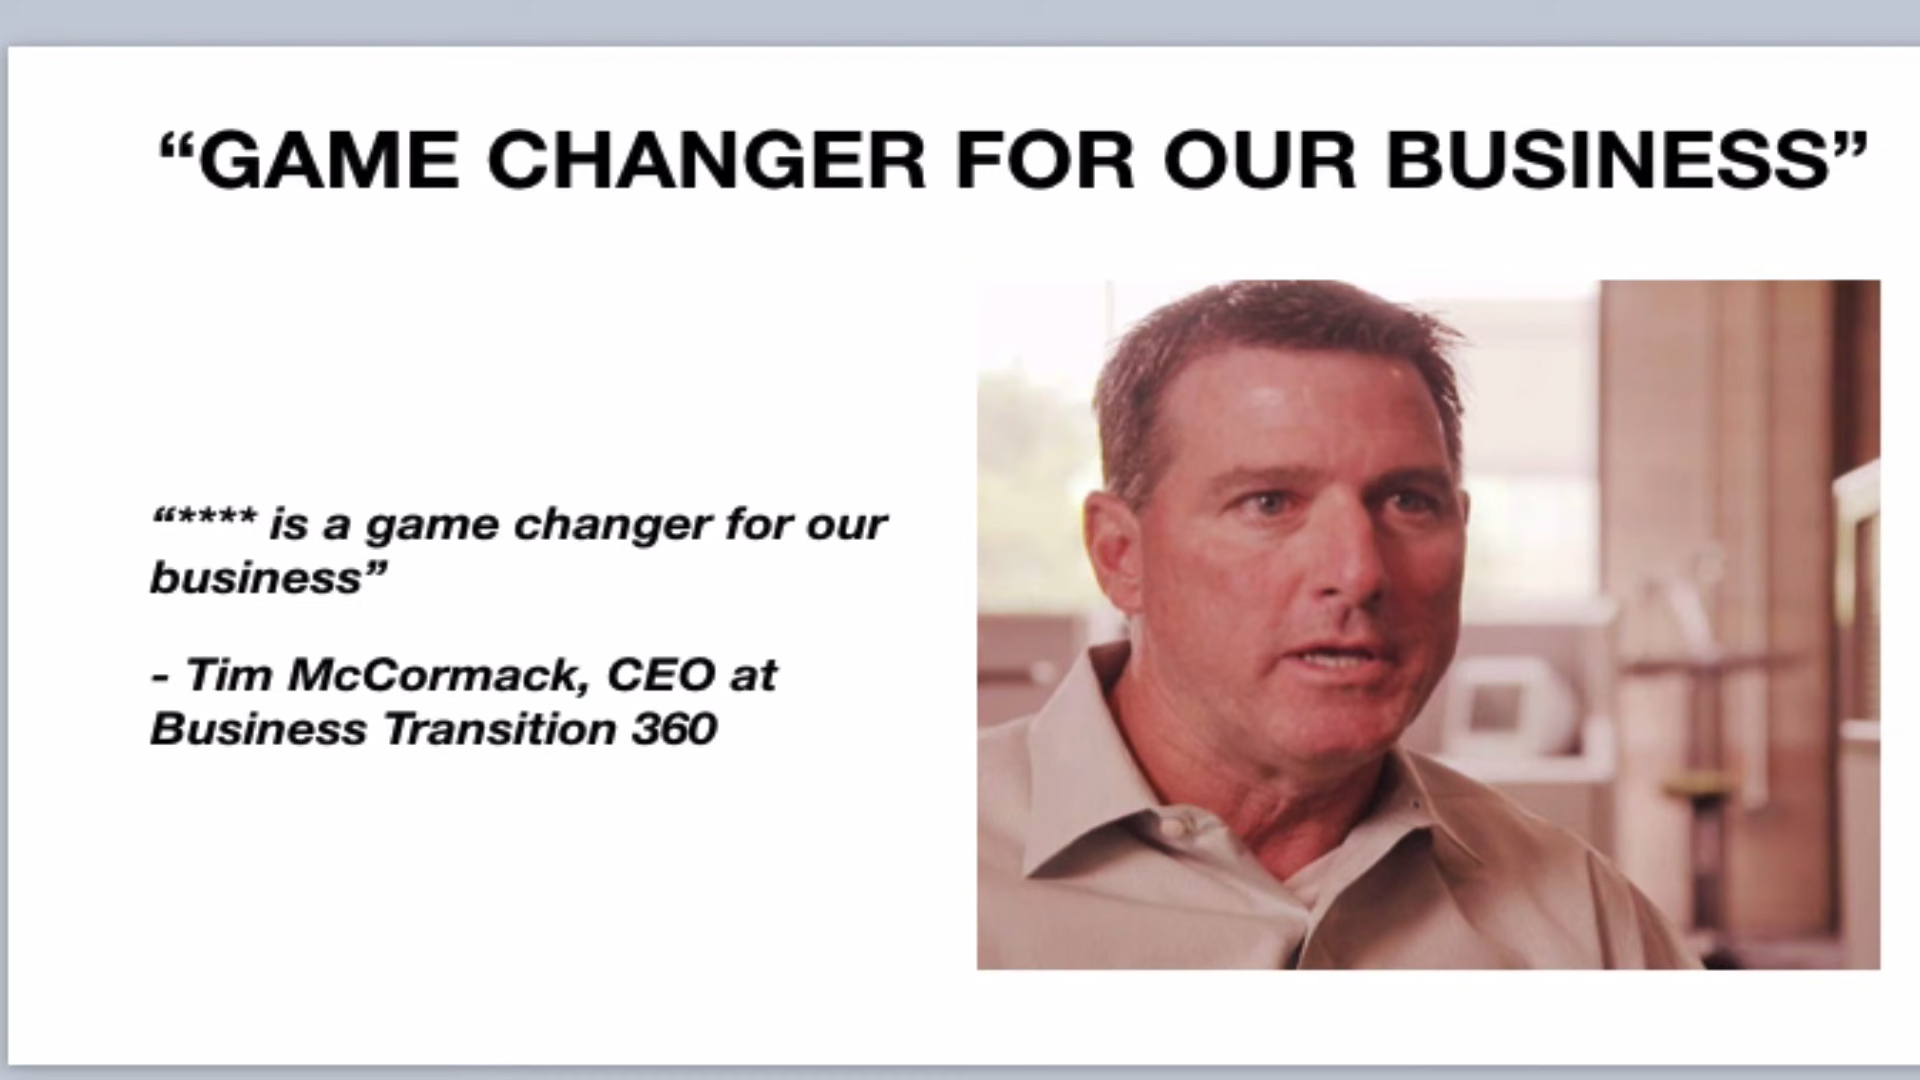 “GAME CHANGER FOR OUR BUSINESS”
“**** is a game changer for our
business”
- Tim McCormack, CEO at
Business Transition 360